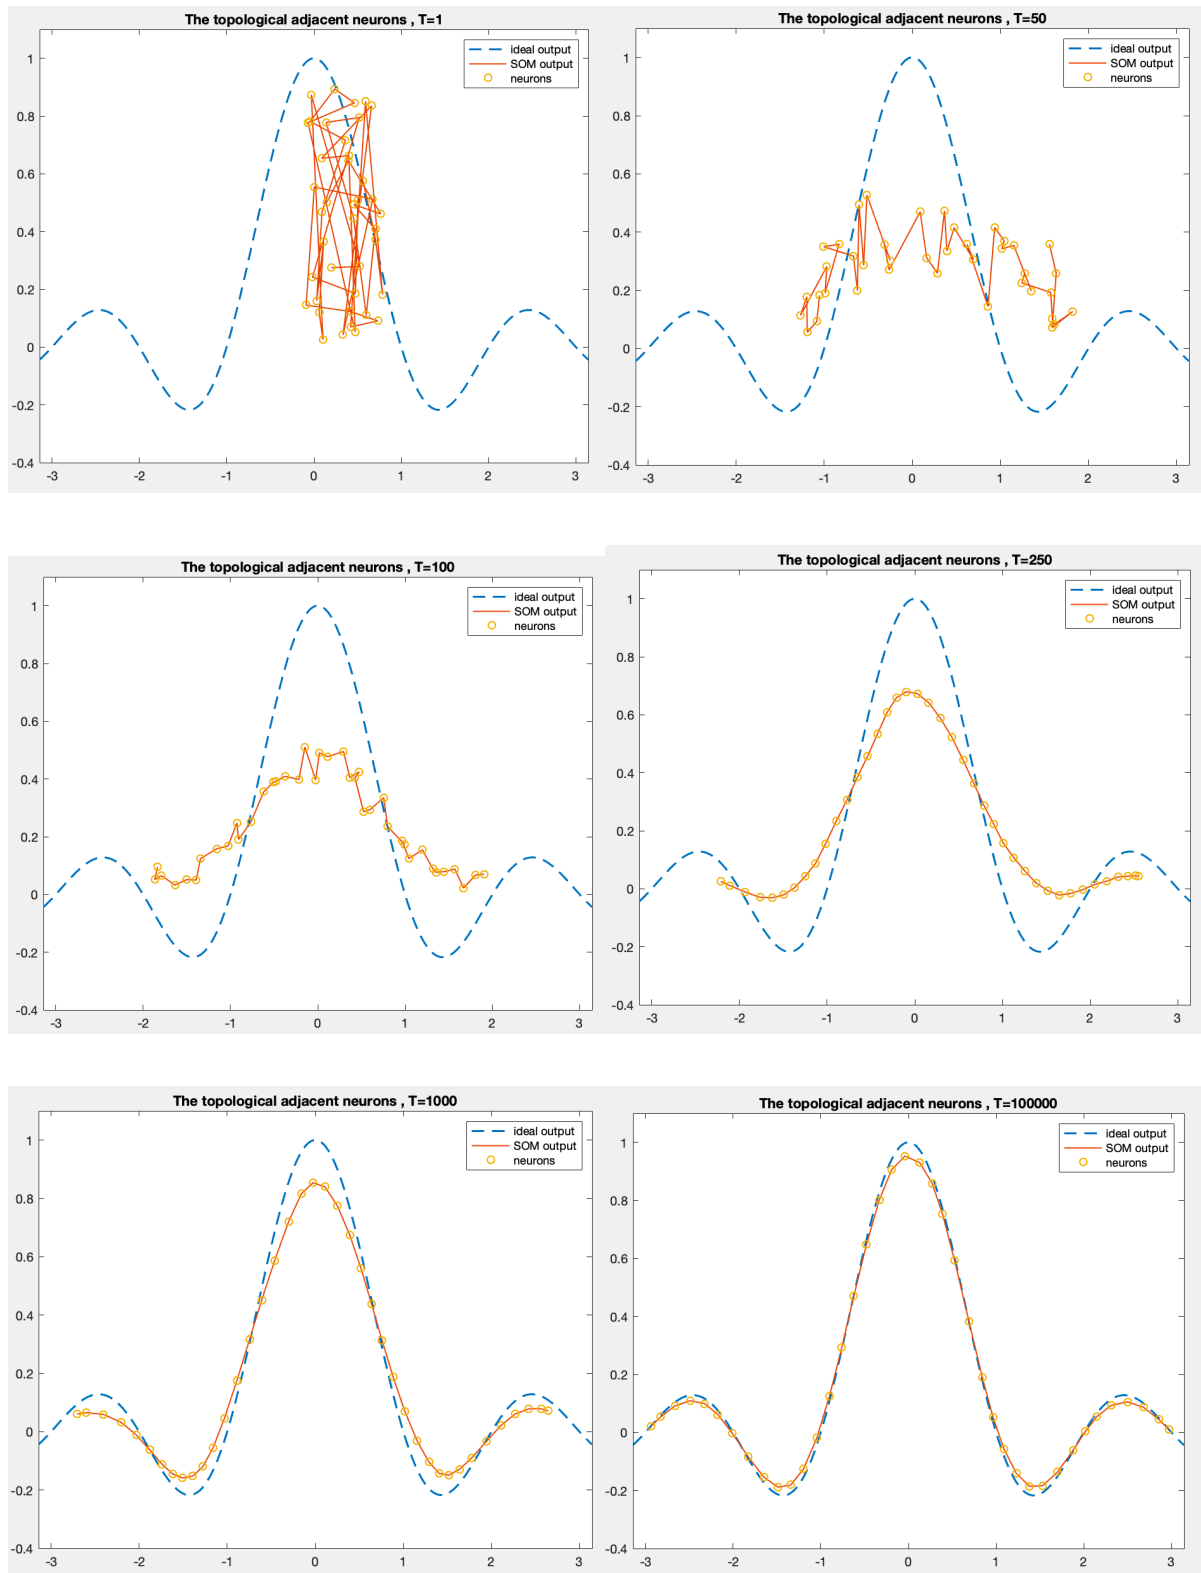 The topological adjacent neurons , T=1
ideal output
SOM output
neurons
1
0.8
0.6
0.4
0.2
0
-0.2
-0.4
-3 -2 -1 0 1 2 3
The topological adjacent neurons , T=50
ideal output
SOM output
neurons
1
0.8
0.6
0.4
0.2
0
-0.2
-0.4
-3 -2 -1 0 1 2 3
The topological adjacent neurons , T=100
ideal output
SOM output
neurons
1
0.8
0.6
0.4
0.2
0
-0.2
-0.4
-3 -2 -1 0 1 2 3
The topological adjacent neurons , T=250
ideal output
SOM output
neurons
1
0.8
0.6
0.4
0.2
0
-0.2
-0.4
-3 -2 -1 0 1 2 3
The topological adjacent neurons , T=1000
ideal output
SOM output
neurons
1
0.8
0.6
0.4
0.2
0
-0.2
-0.4
-3 -2 -1 0 1 2 3
The topological adjacent neurons , T=100000
ideal output
SOM output
neurons
1
0.8
0.6
0.4
0.2
0
-0.2
-0.4
-3 -2 -1 0 1 2 3